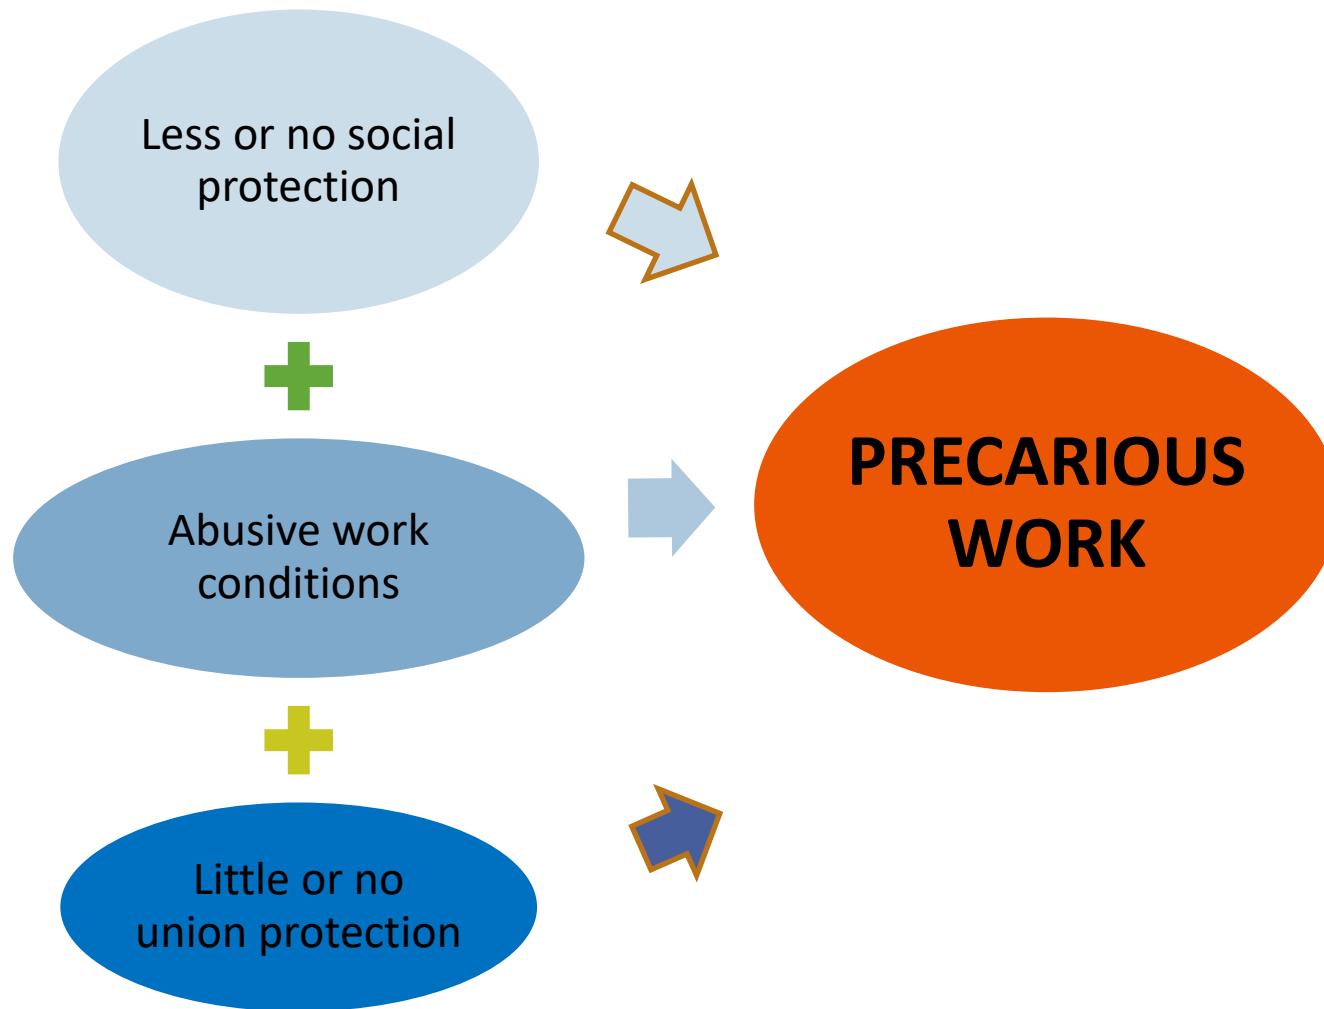 Less or no social
protection
Abusive work
conditions
Little or no
union protection
PRECARIOUS
WORK